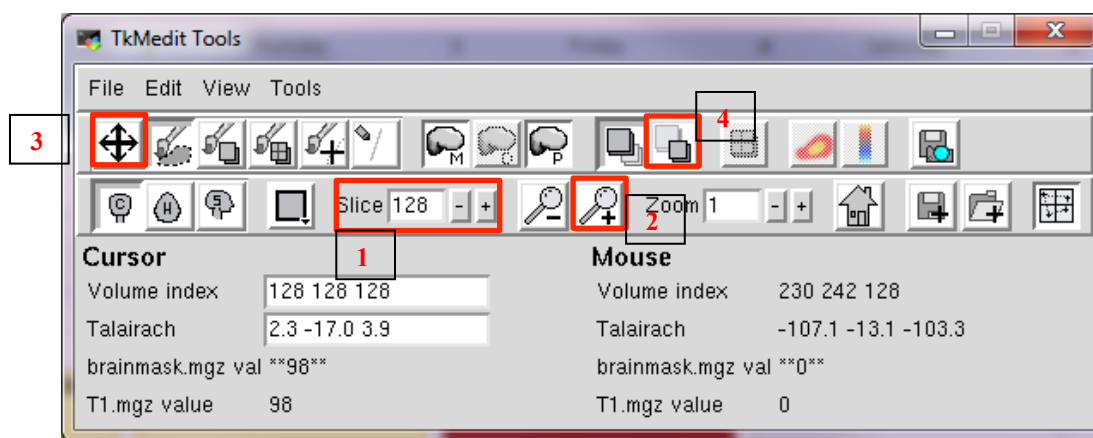 TkMedit Tools
File Edit View Tools
3
4
M
P
C
H
S
Slice 128 - +
Zoom 1 - +
1
2
Cursor
Mouse
Volume index 128 128 128
Volume index 230 242 128
Talairach 2.3 -17.0 3.9
Talairach -107.1 -13.1 -103.3
brainmask.mgz val **98**
brainmask.mgz val **0**
T1.mgz value 98
T1.mgz value 0